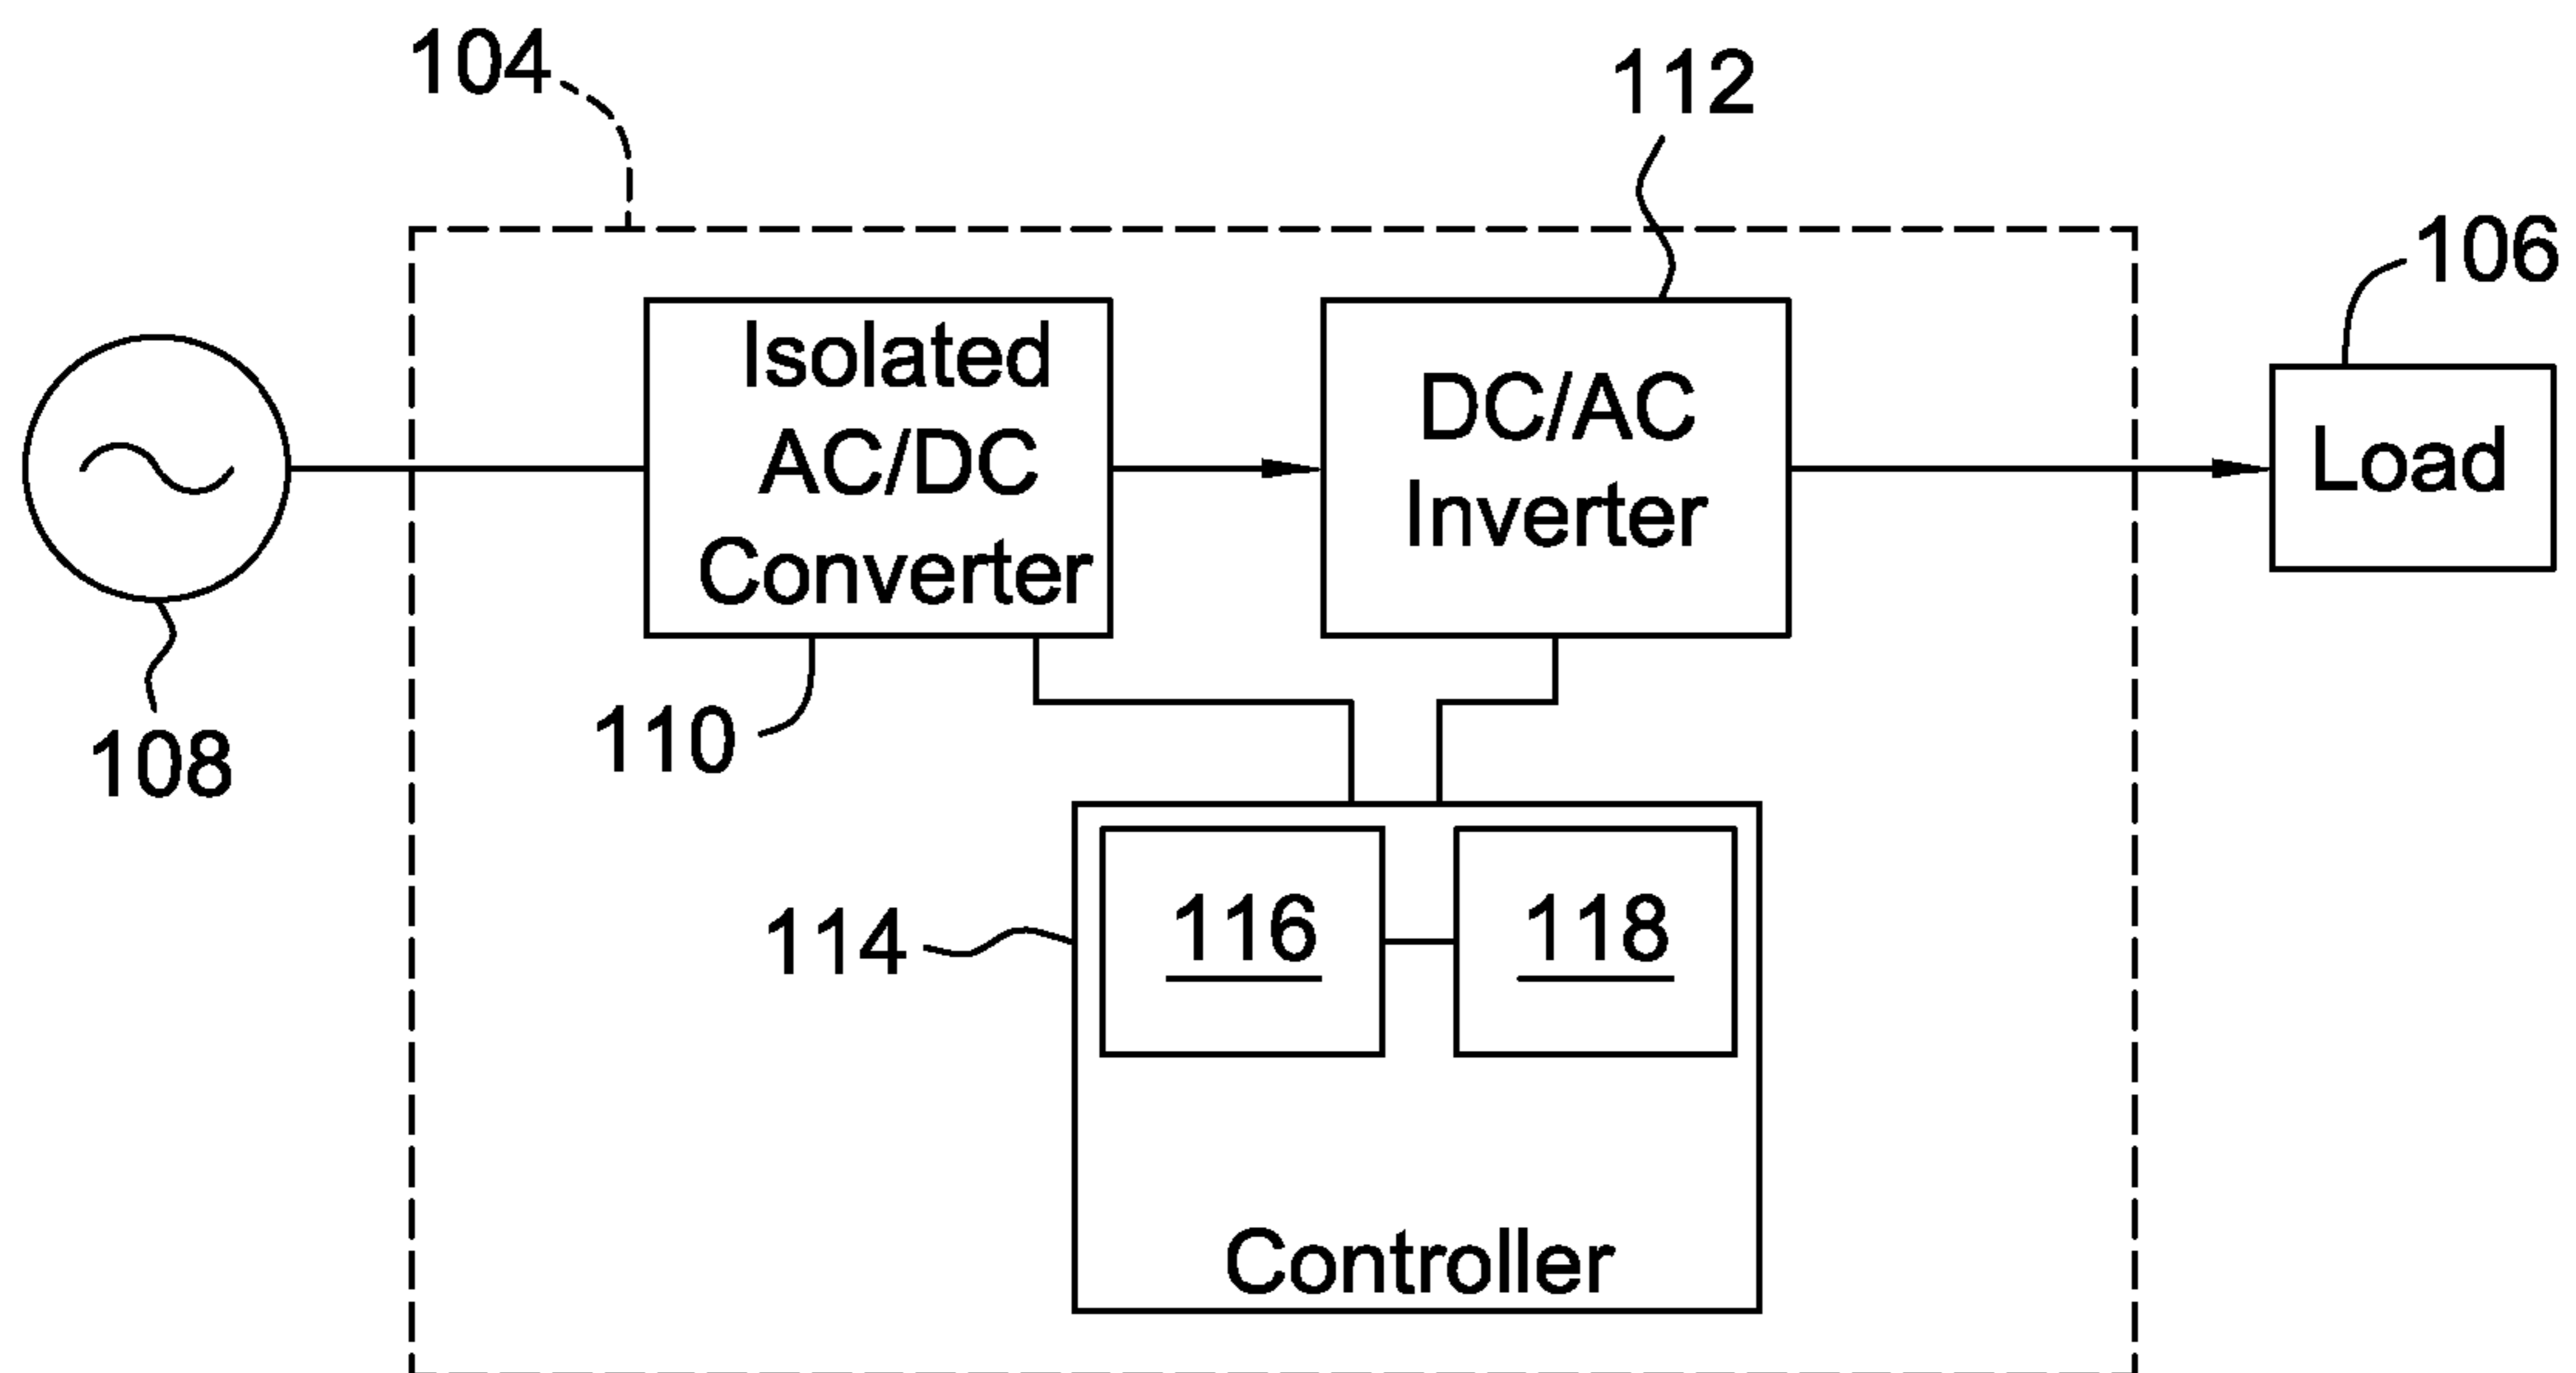 104
112
106
Isolated
AC/DC
Converter
DC/AC
Inverter
Load
108
110
114
116
118
Controller